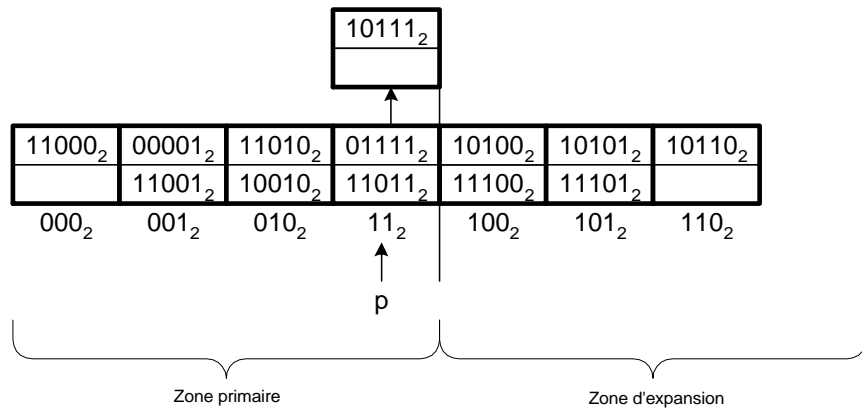 10111₂
11000₂ 00001₂ 11010₂ 01111₂ 10100₂ 10101₂ 10110₂
11001₂ 10010₂ 11011₂ 11100₂ 11101₂
000₂ 001₂ 010₂ 11₂ 100₂ 101₂ 110₂
p
Zone primaire Zone d'expansion